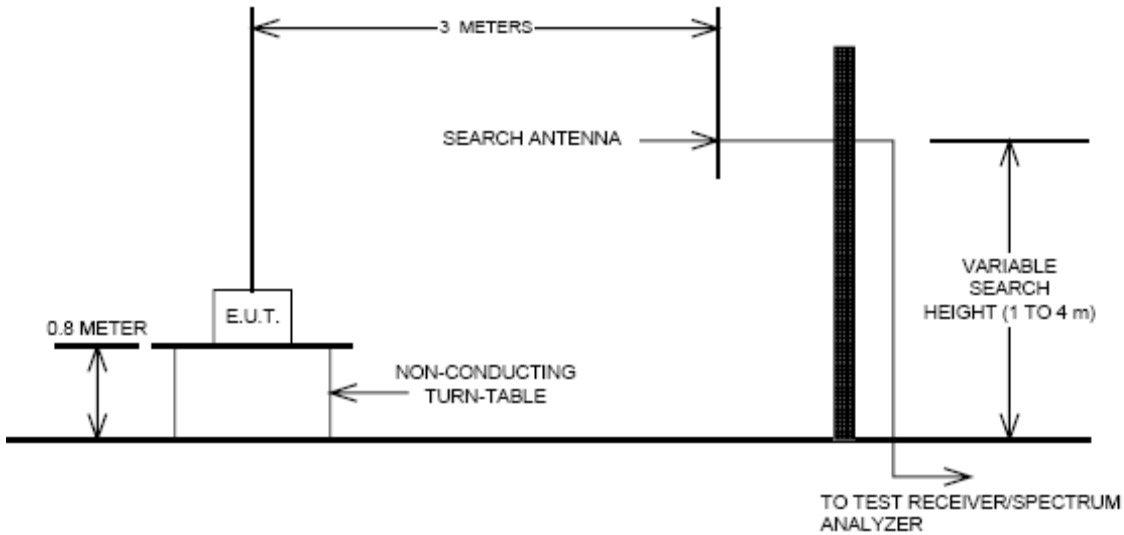 3 METERS
SEARCH ANTENNA
VARIABLE
SEARCH
HEIGHT (1 TO 4 m)
E.U.T.
0.8 METER
NON-CONDUCTING
TURN-TABLE
TO TEST RECEIVER/SPECTRUM
ANALYZER